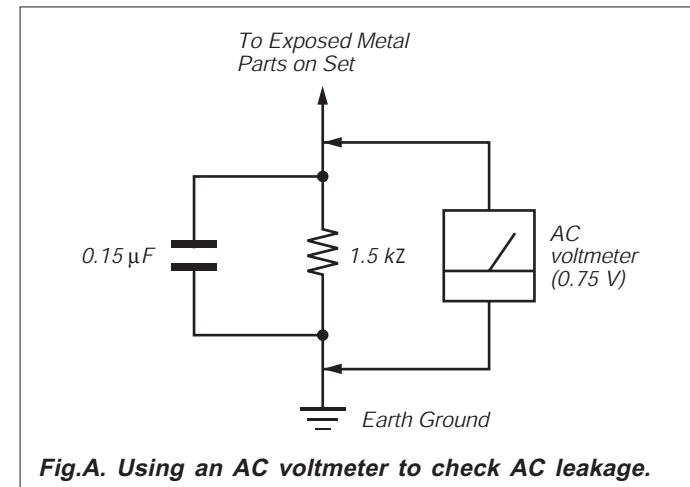 To Exposed Metal
Parts on Set
0.15 μF
1.5 kZ
AC
voltmeter
(0.75 V)
Earth Ground
Fig.A. Using an AC voltmeter to check AC leakage.